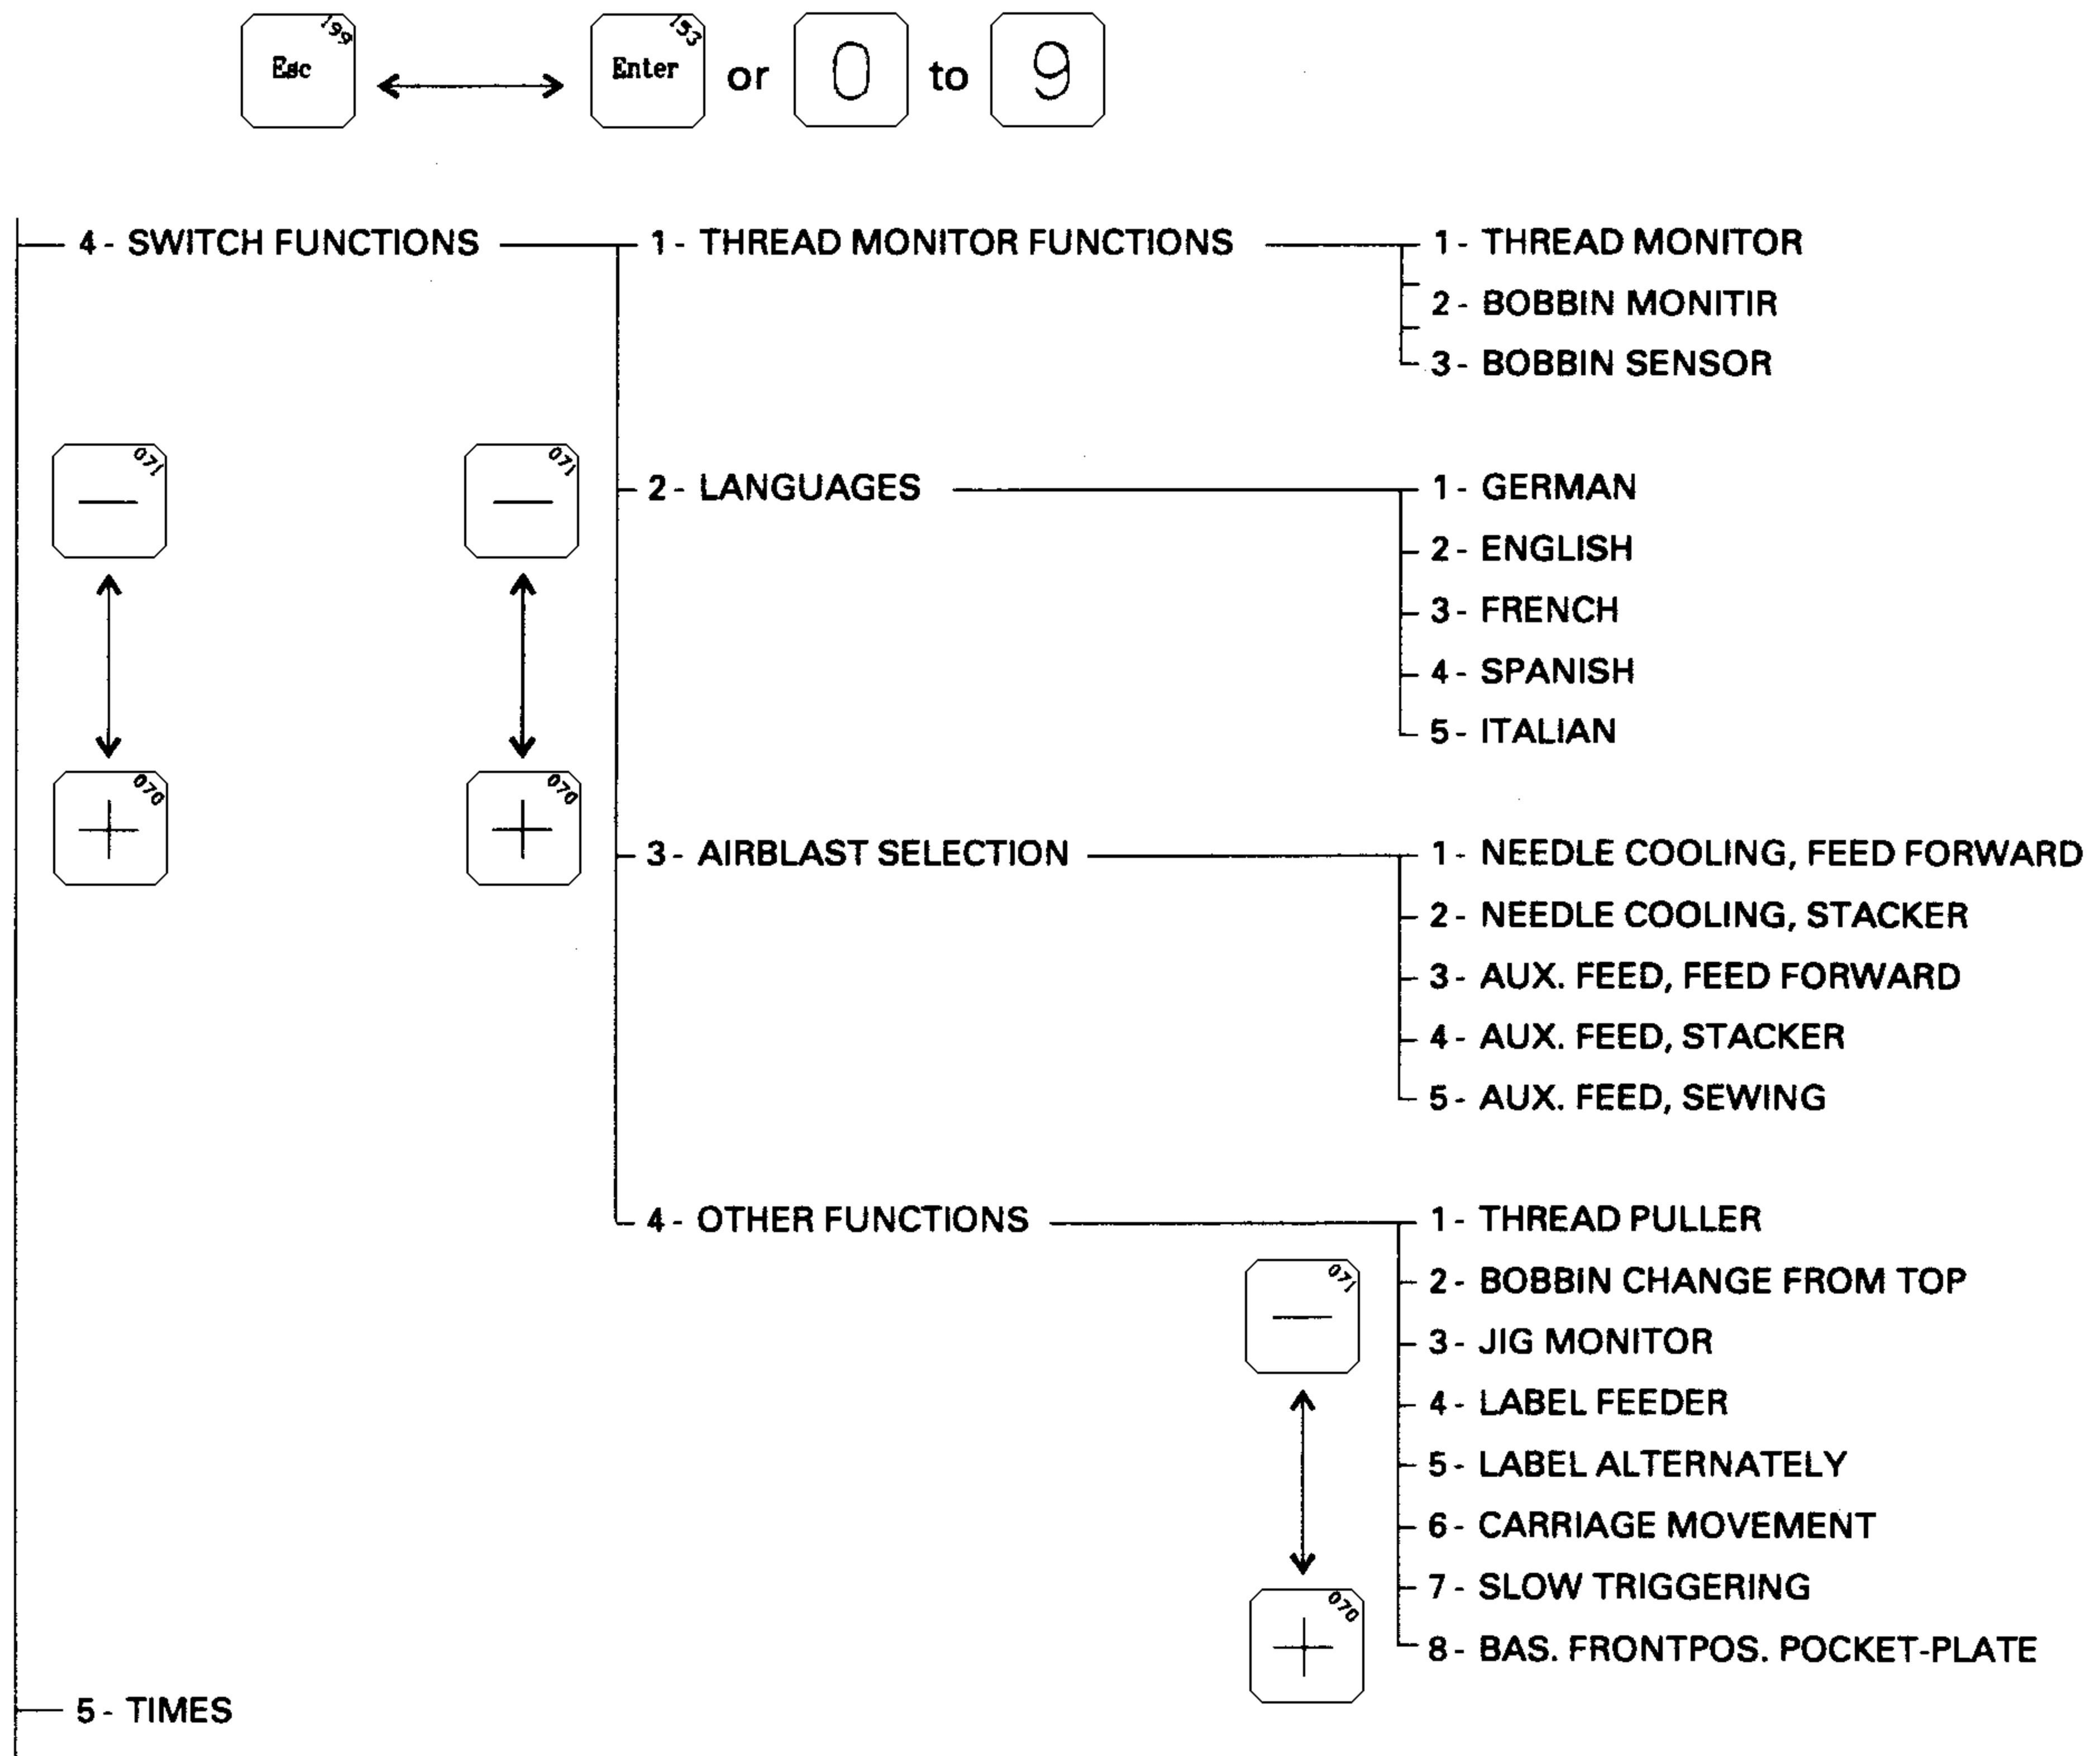 Esc 199 Enter 153 or 0 to 9
4 - SWITCH FUNCTIONS 1 - THREAD MONITOR FUNCTIONS 1 - THREAD MONITOR
2 - BOBBIN MONITIR
3 - BOBBIN SENSOR
071 071
2 - LANGUAGES 1 - GERMAN
2 - ENGLISH
3 - FRENCH
4 - SPANISH
5 - ITALIAN
070 070
3 - AIRBLAST SELECTION 1 - NEEDLE COOLING, FEED FORWARD
2 - NEEDLE COOLING, STACKER
3 - AUX. FEED, FEED FORWARD
4 - AUX. FEED, STACKER
5 - AUX. FEED, SEWING
4 - OTHER FUNCTIONS 1 - THREAD PULLER
071
2 - BOBBIN CHANGE FROM TOP
3 - JIG MONITOR
4 - LABEL FEEDER
5 - LABEL ALTERNATELY
6 - CARRIAGE MOVEMENT
7 - SLOW TRIGGERING
070
8 - BAS. FRONTPOS. POCKET-PLATE
5 - TIMES